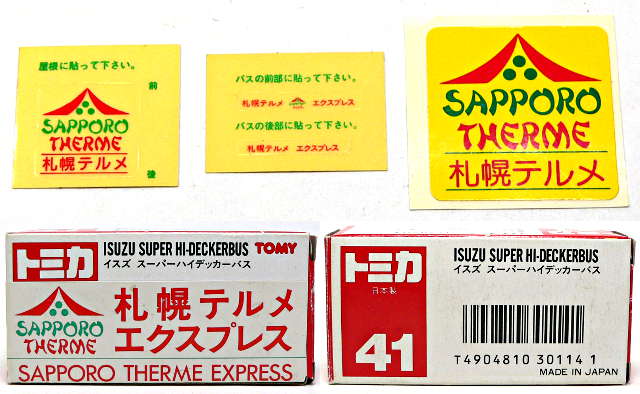 屋根に貼って下さい。
前
SAPPORO
THERME
札幌テルメ
後
バスの前部に貼って下さい。
札幌テルメ エクスプレス
バスの後部に貼って下さい。
札幌テルメ エクスプレス
SAPPORO
THERME
札幌テルメ
トミカ
ISUZU SUPER HI-DECKERBUS TOMY
イスズ スーパーハイデッカーバス
SAPPORO
THERME
札幌テルメ
エクスプレス
SAPPORO THERME EXPRESS
トミカ
日本製
41
ISUZU SUPER HI-DECKERBUS
イスズ スーパーハイデッカーバス
T4904810 30114 1
MADE IN JAPAN